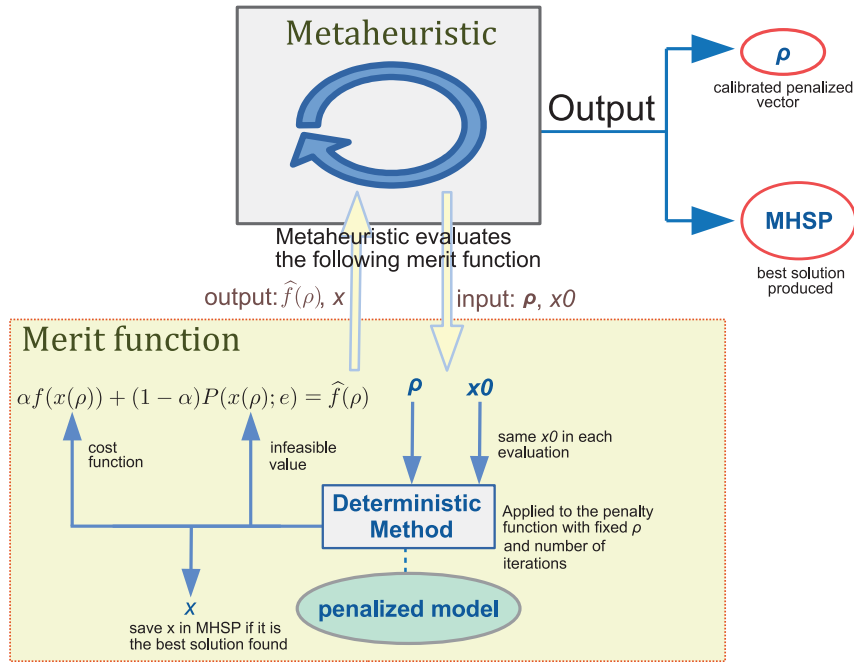 Metaheuristic
Output
ρ
calibrated penalized
vector
MHSP
best solution
produced
Metaheuristic evaluates
the following merit function
output: f̂(ρ), x
input: ρ, x0
Merit function
αf(x(ρ)) + (1 − α)P(x(ρ); e) = f̂(ρ)
ρ
x0
cost
function
infeasible
value
same x0 in each
evaluation
Deterministic
Method
Applied to the penalty
function with fixed ρ
and number of
iterations
x
save x in MHSP if it is
the best solution found
penalized model